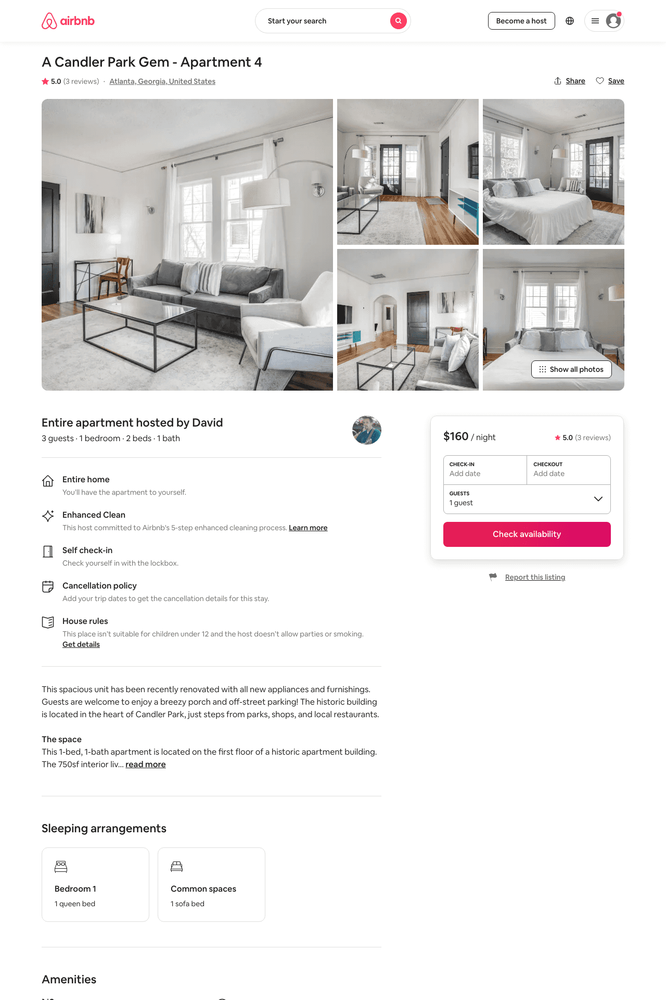 airbnb
Start your search
Become a host
A Candler Park Gem - Apartment 4
5.0 (3 reviews) · Atlanta, Georgia, United States
Share
Save
Show all photos
Entire apartment hosted by David
3 guests · 1 bedroom · 2 beds · 1 bath
Entire home
You’ll have the apartment to yourself.
Enhanced Clean
This host committed to Airbnb's 5-step enhanced cleaning process. Learn more
Self check-in
Check yourself in with the lockbox.
Cancellation policy
Add your trip dates to get the cancellation details for this stay.
House rules
This place isn’t suitable for children under 12 and the host doesn’t allow parties or smoking.
Get details
$160 / night
5.0 (3 reviews)
CHECK-IN
Add date
CHECKOUT
Add date
GUESTS
1 guest
Check availability
Report this listing
This spacious unit has been recently renovated with all new appliances and furnishings.
Guests are welcome to enjoy a breezy porch and off-street parking! The historic building
is located in the heart of Candler Park, just steps from parks, shops, and local restaurants.
The space
This 1-bed, 1-bath apartment is located on the first floor of a historic apartment building.
The 750sf interior liv... read more
Sleeping arrangements
Bedroom 1
1 queen bed
Common spaces
1 sofa bed
Amenities